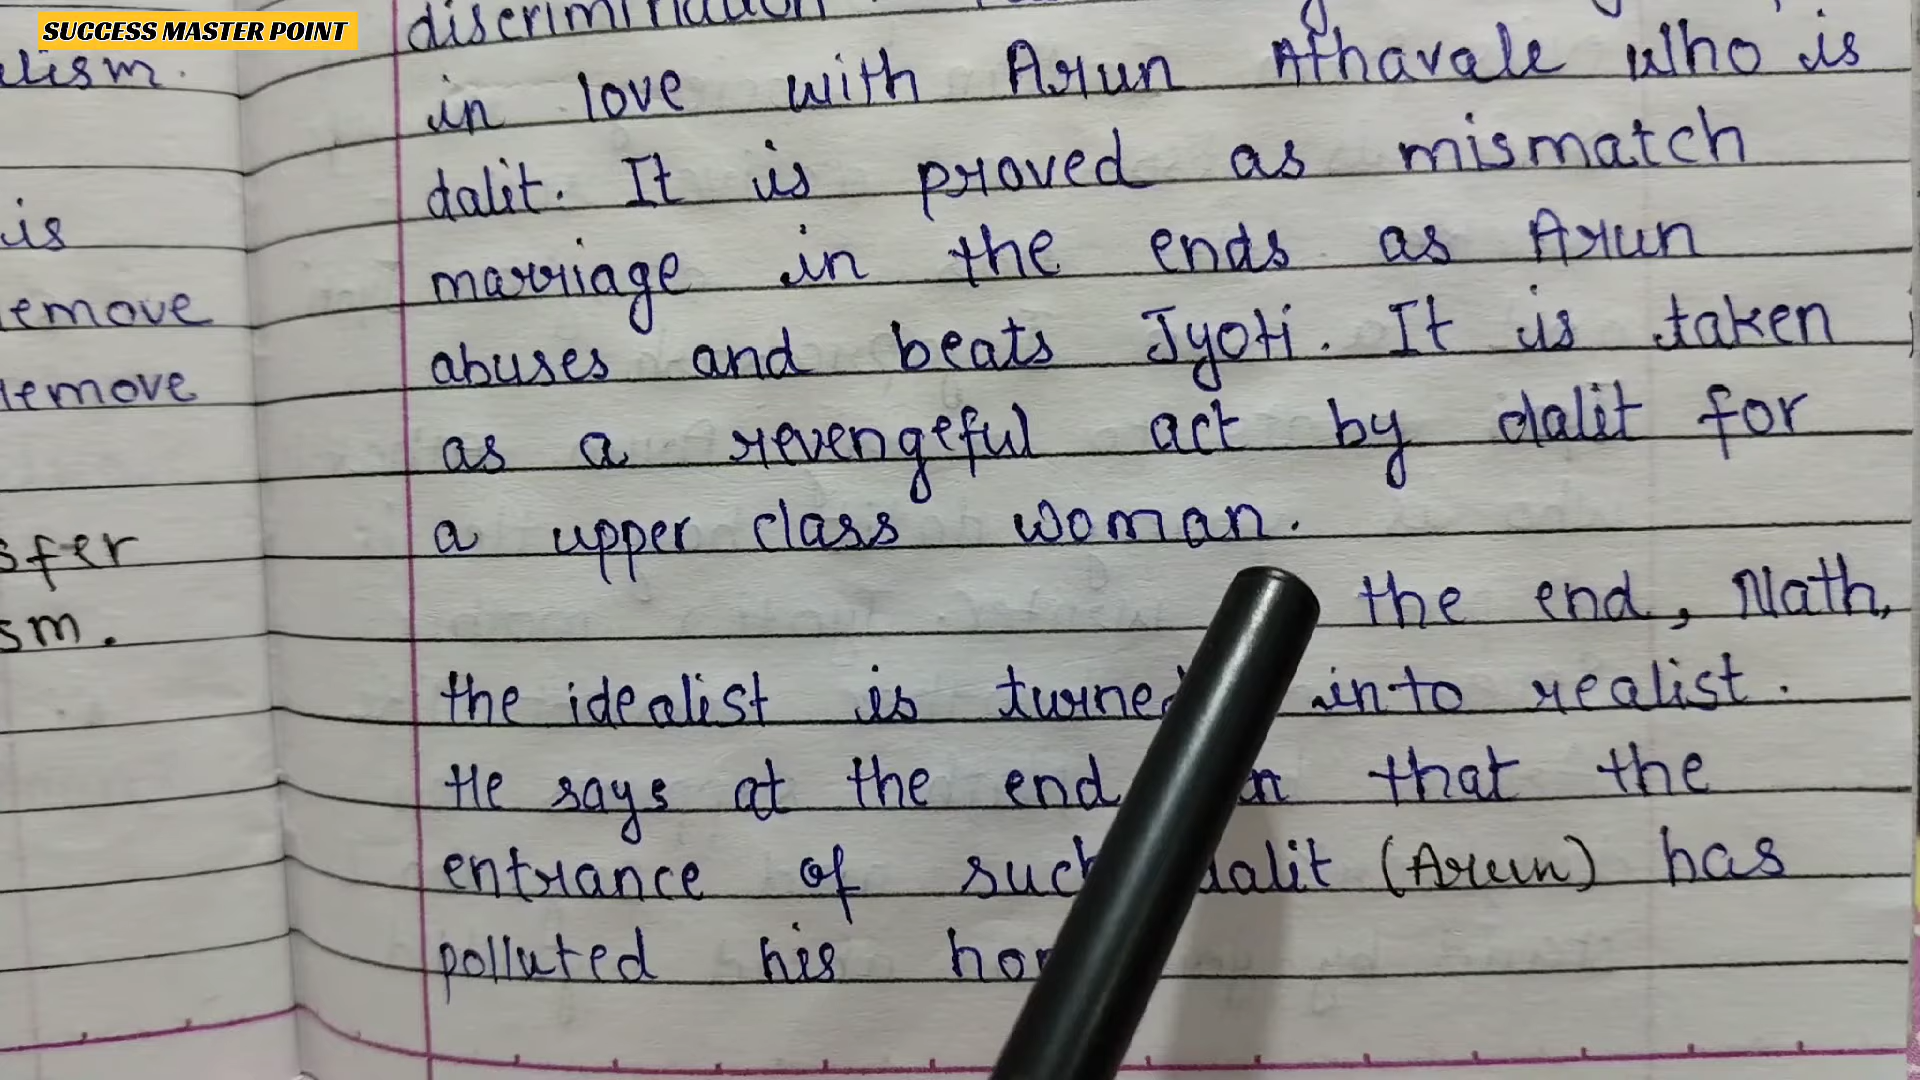 SUCCESS MASTER POINT
discrimination
in love with Arun Athavale who is
dalit. It is proved as mismatch
marriage in the ends as Arun
abuses and beats Jyoti. It is taken
as a revengeful act by dalit for
a upper class woman.
the end, Nath,
the idealist is turned into realist.
He says at the end that the
entrance of such dalit (Arun) has
polluted his
lism.
is
emove
remove
sfer
sm.